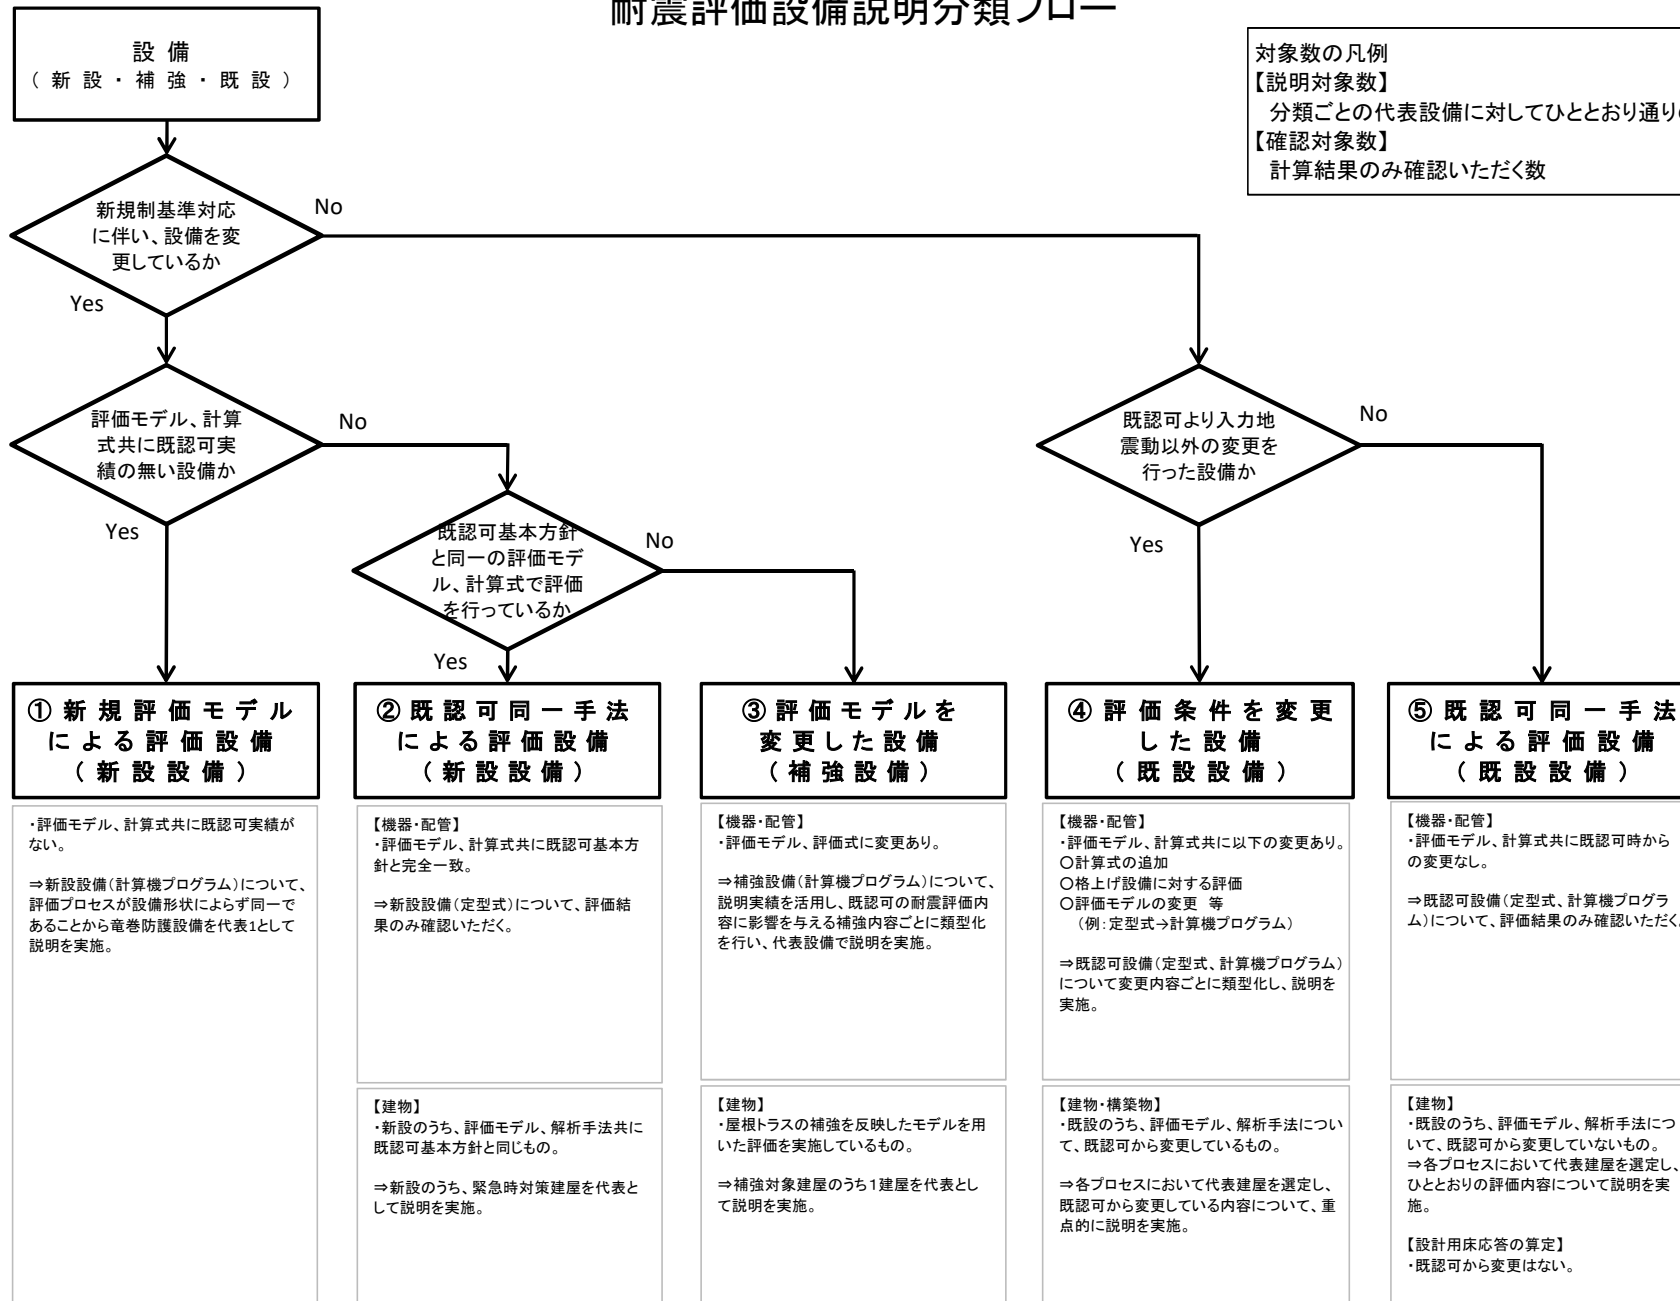 耐震評価設備説明分類フロー
設備
(新設・補強・既設)
対象数の凡例
【説明対象数】
分類ごとの代表設備に対してひととおり通り
【確認対象数】
計算結果のみ確認いただく数
新規制基準対応
に伴い、設備を変
更しているか
No
Yes
評価モデル、計算
式共に既認可実
績の無い設備か
No
Yes
既認可基本方針
と同一の評価モデ
ル、計算式で評価
を行っているか
No
Yes
既認可より入力地
震動以外の変更を
行った設備か
No
Yes
①新規評価モデル
による評価設備
(新設設備)
・評価モデル、計算式共に既認可実績が
ない。
⇒新設設備(計算機プログラム)について、
評価プロセスが設備形状によらず同一で
あることから竜巻防護設備を代表1として
説明を実施。
②既認可同一手法
による評価設備
(新設設備)
【機器・配管】
・評価モデル、計算式共に既認可基本方
針と完全一致。
⇒新設設備(定型式)について、評価結
果のみ確認いただく。
【建物】
・新設のうち、評価モデル、解析手法共に
既認可基本方針と同じもの。
⇒新設のうち、緊急時対策建屋を代表と
して説明を実施。
③評価モデルを
変更した設備
(補強設備)
【機器・配管】
・評価モデル、評価式に変更あり。
⇒補強設備(計算機プログラム)について、
説明実績を活用し、既認可の耐震評価内
容に影響を与える補強内容ごとに類型化
を行い、代表設備で説明を実施。
【建物】
・屋根トラスの補強を反映したモデルを用
いた評価を実施しているもの。
⇒補強対象建屋のうち1建屋を代表とし
て説明を実施。
④評価条件を変更
した設備
(既設設備)
【機器・配管】
・評価モデル、計算式共に以下の変更あり。
○計算式の追加
○格上げ設備に対する評価
○評価モデルの変更 等
(例:定型式→計算機プログラム)
⇒既認可設備(定型式、計算機プログラム)
について変更内容ごとに類型化し、説明を
実施。
【建物・構築物】
・既設のうち、評価モデル、解析手法につい
て、既認可から変更しているもの。
⇒各プロセスにおいて代表建屋を選定し、
既認可から変更している内容について、重
点的に説明を実施。
⑤既認可同一手法
による評価設備
(既設設備)
【機器・配管】
・評価モデル、計算式共に既認可時から
の変更なし。
⇒既認可設備(定型式、計算機プログラ
ム)について、評価結果のみ確認いただく
【建物】
・既設のうち、評価モデル、解析手法につ
いて、既認可から変更していないもの。
⇒各プロセスにおいて代表建屋を選定し、
ひととおりの評価内容について説明を実
施。
【設計用床応答の算定】
・既認可から変更はない。